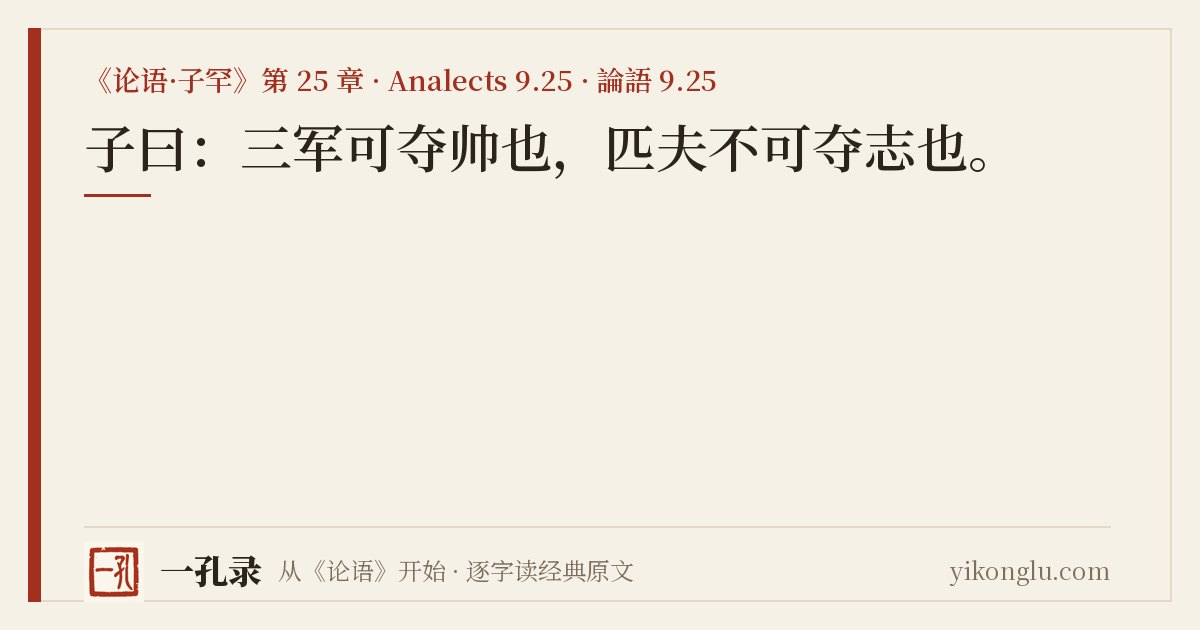 《论语·子罕》第 25 章 · Analects 9.25 · 論語 9.25
子曰：三军可夺帅也，匹夫不可夺志也。
一孔
一孔录 从《论语》开始 · 逐字读经典原文 yikonglu.com